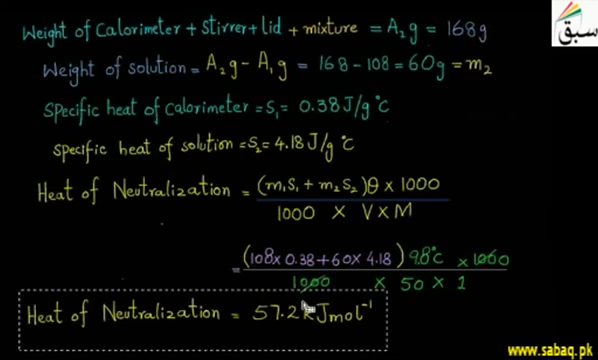 Weight of Calorimeter + Stirrer + Lid + mixture = A₂g = 168g
سبق
Weight of solution = A₂g - A₁g = 168 - 108 = 60g = m₂
Specific heat of calorimeter = S₁ = 0.38 J/g °C
Specific heat of solution = S₂ = 4.18 J/g °C
Heat of Neutralization = (m₁s₁ + m₂s₂)θ × 1000
1000 × V × M
= (108 × 0.38 + 60 × 4.18) 9.8°C × 1000
1000 × 50 × 1
Heat of Neutralization = 57.2 kJmol⁻¹
www.sabaq.pk